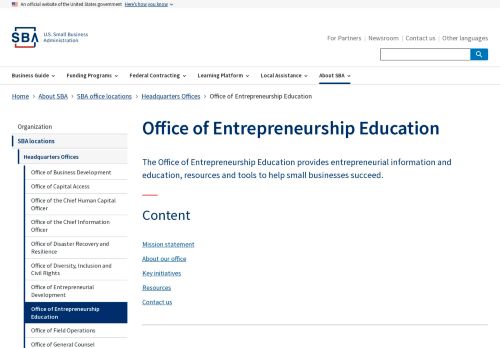 An official website of the United States government Here's how you know
SBA U.S. Small Business
Administration
For Partners Newsroom Contact us Other languages
Business Guide Funding Programs Federal Contracting Learning Platform Local Assistance About SBA
Home About SBA SBA office locations Headquarters Offices Office of Entrepreneurship Education
Organization
SBA locations
Headquarters Offices
Office of Business Development
Office of Capital Access
Office of the Chief Human Capital
Officer
Office of the Chief Information
Officer
Office of Disaster Recovery and
Resilience
Office of Diversity, Inclusion and
Civil Rights
Office of Entrepreneurial
Development
Office of Entrepreneurship
Education
Office of Field Operations
Office of General Counsel
Office of Entrepreneurship Education
The Office of Entrepreneurship Education provides entrepreneurial information and
education, resources and tools to help small businesses succeed.
Content
Mission statement
About our office
Key initiatives
Resources
Contact us